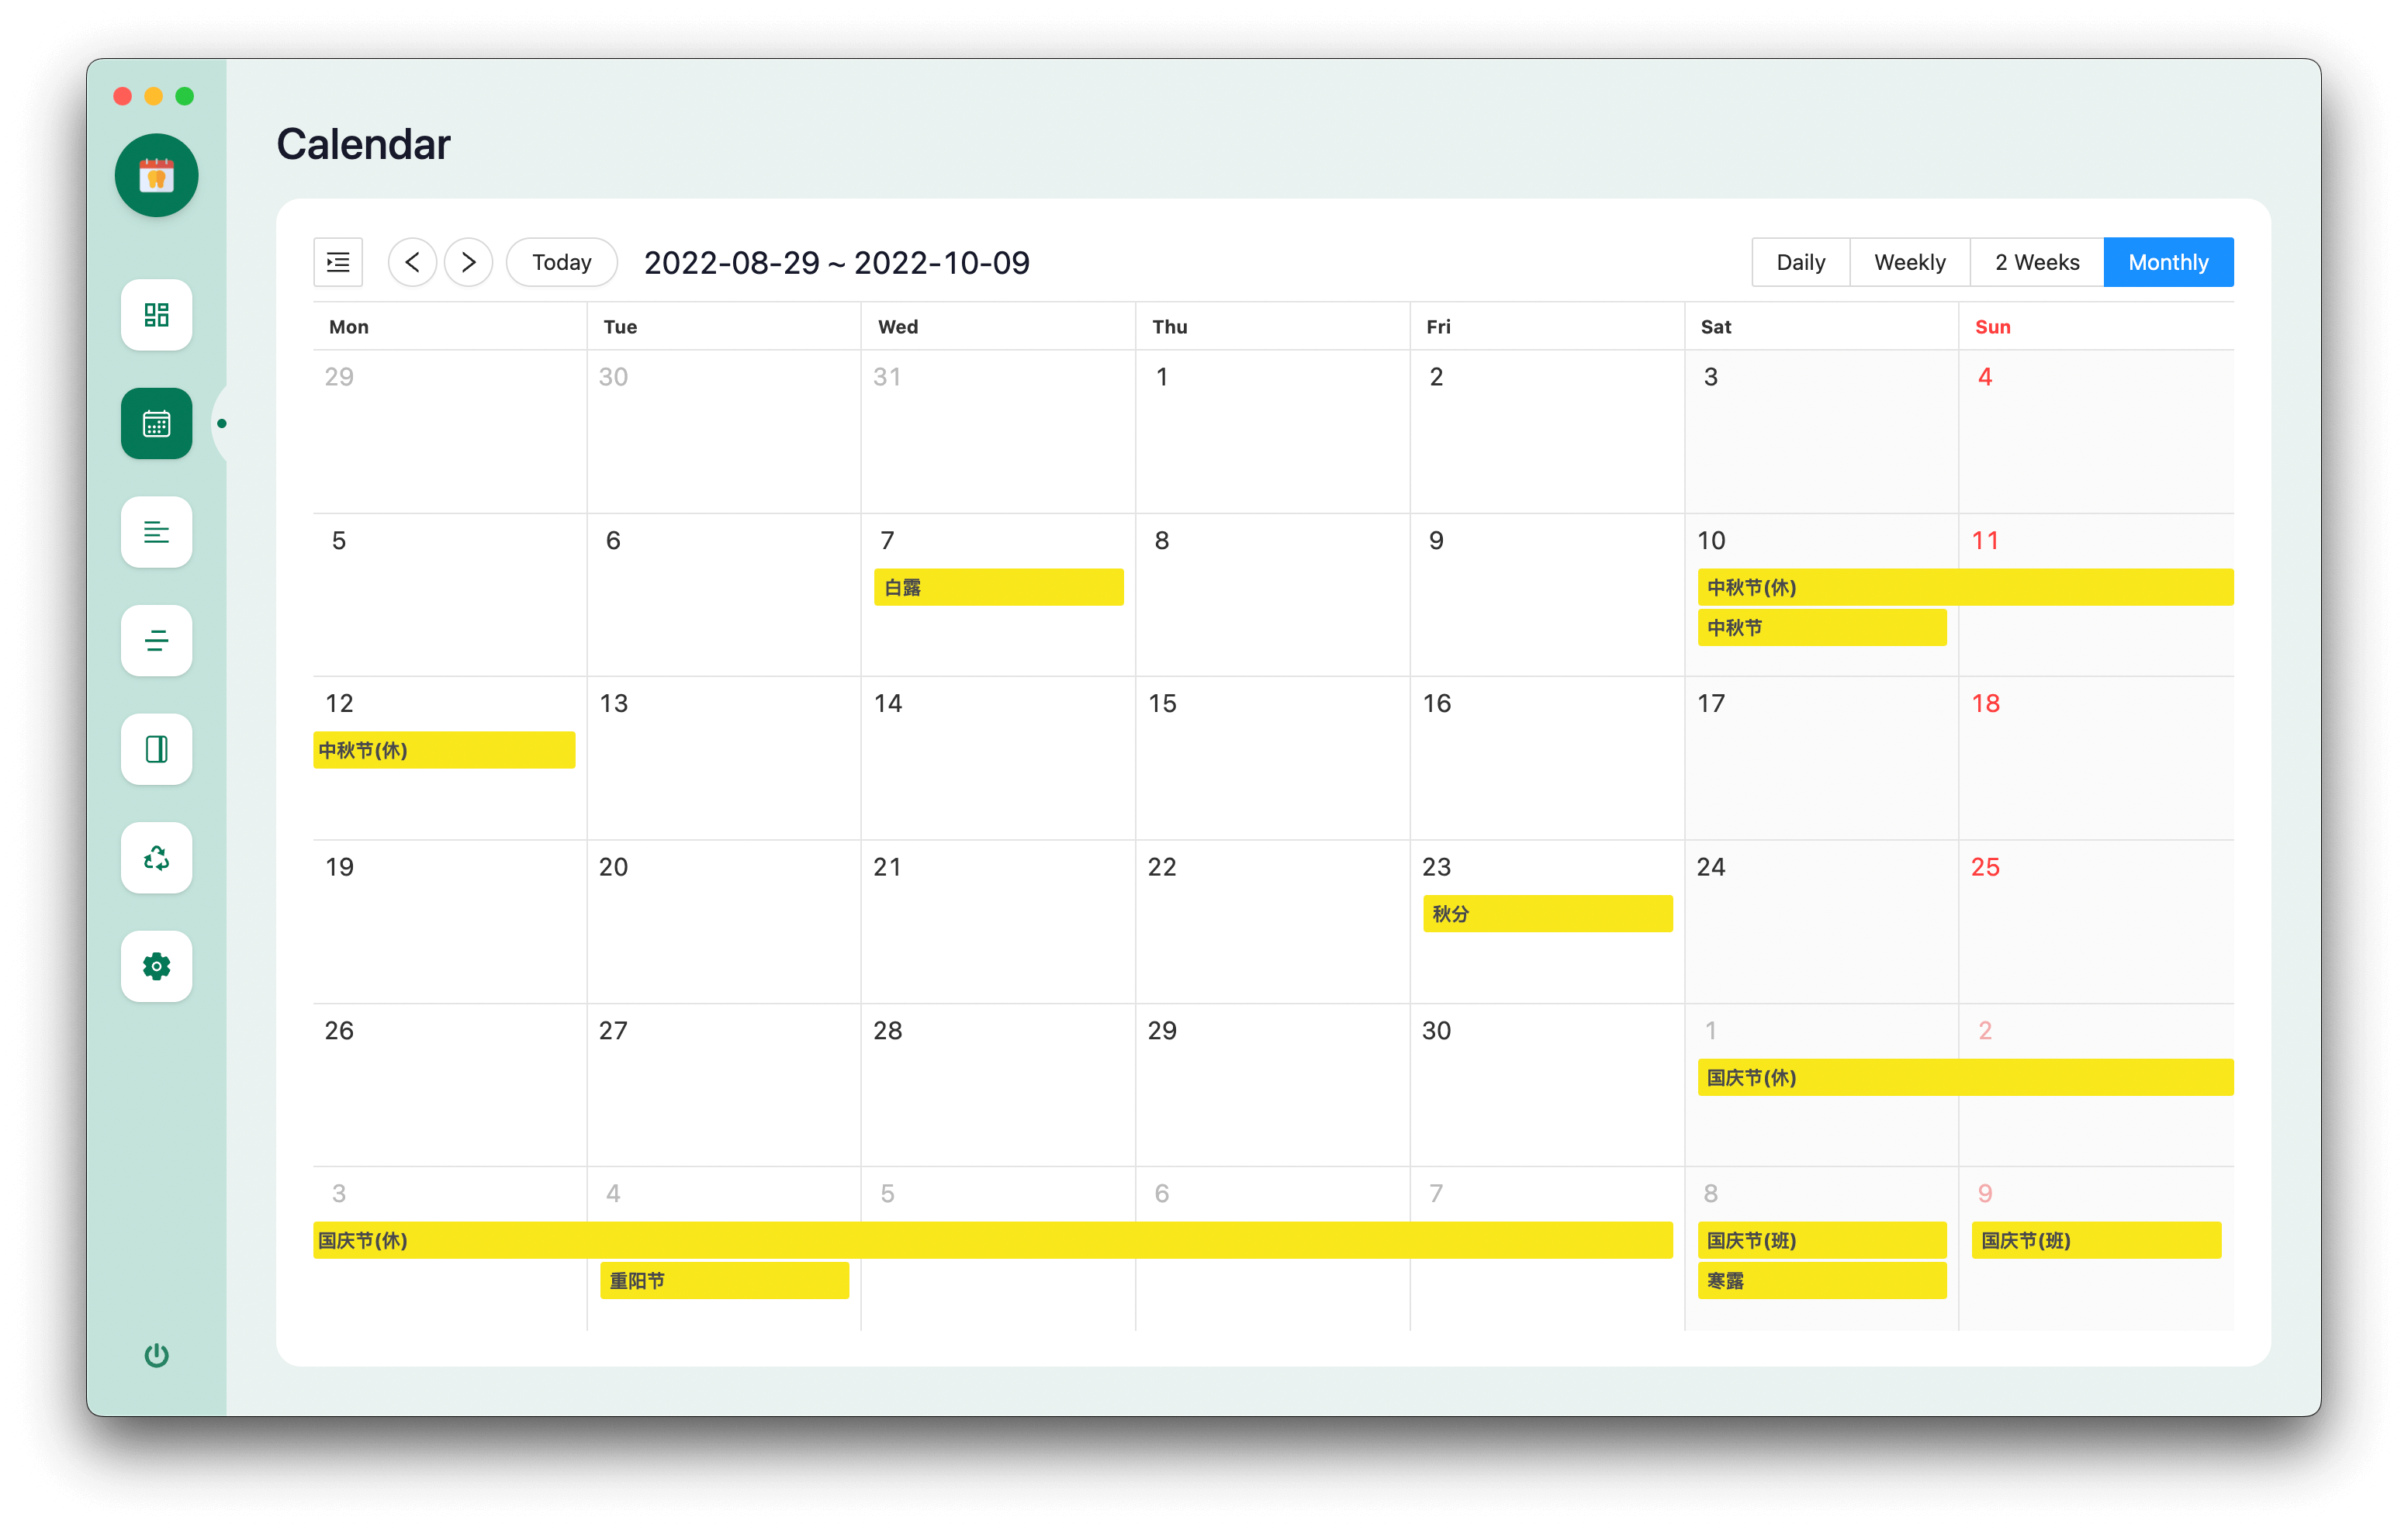 Calendar
Today 2022-08-29 ~ 2022-10-09 Daily Weekly 2 Weeks Monthly
Mon Tue Wed Thu Fri Sat Sun
29 30 31 1 2 3 4
5 6 7 8 9 10 11
白露 中秋节(休)
中秋节
12 13 14 15 16 17 18
中秋节(休)
19 20 21 22 23 24 25
秋分
26 27 28 29 30 1 2
国庆节(休)
3 4 5 6 7 8 9
国庆节(休) 国庆节(班) 国庆节(班)
重阳节 寒露